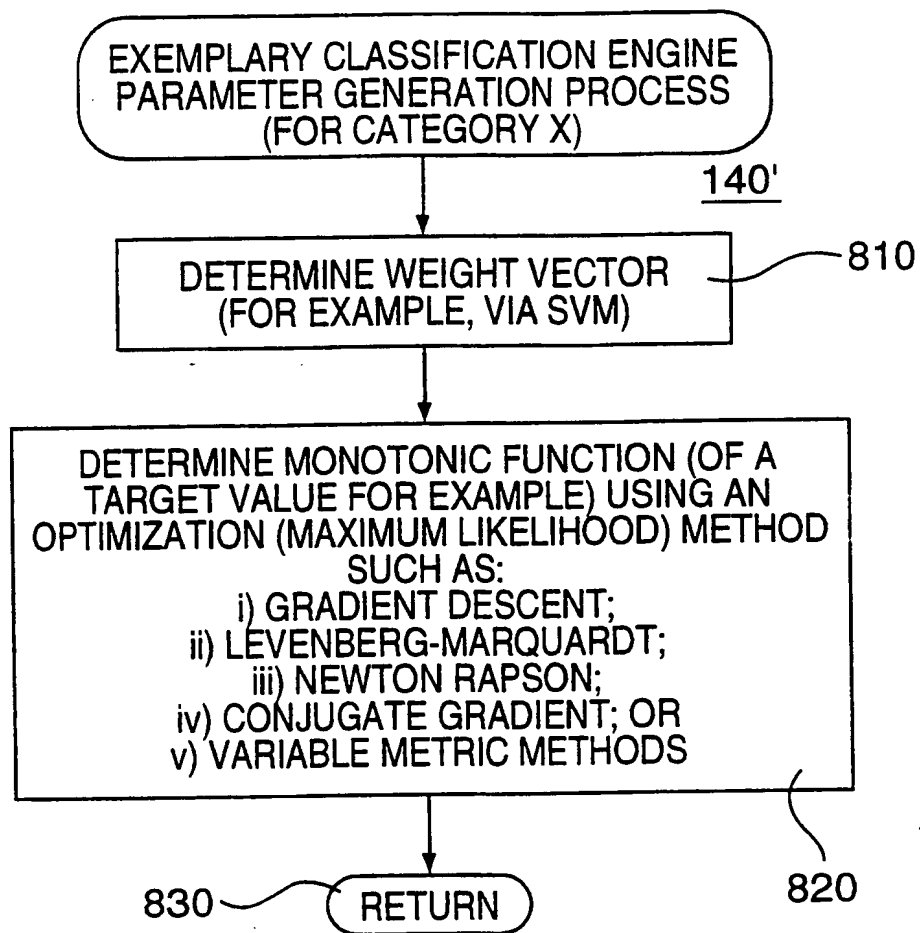 EXEMPLARY CLASSIFICATION ENGINE
PARAMETER GENERATION PROCESS
(FOR CATEGORY X)
140'
DETERMINE WEIGHT VECTOR
(FOR EXAMPLE, VIA SVM)
810
DETERMINE MONOTONIC FUNCTION (OF A
TARGET VALUE FOR EXAMPLE) USING AN
OPTIMIZATION (MAXIMUM LIKELIHOOD) METHOD
SUCH AS:
i) GRADIENT DESCENT;
ii) LEVENBERG-MARQUARDT;
iii) NEWTON RAPSON;
iv) CONJUGATE GRADIENT; OR
v) VARIABLE METRIC METHODS
820
830
RETURN